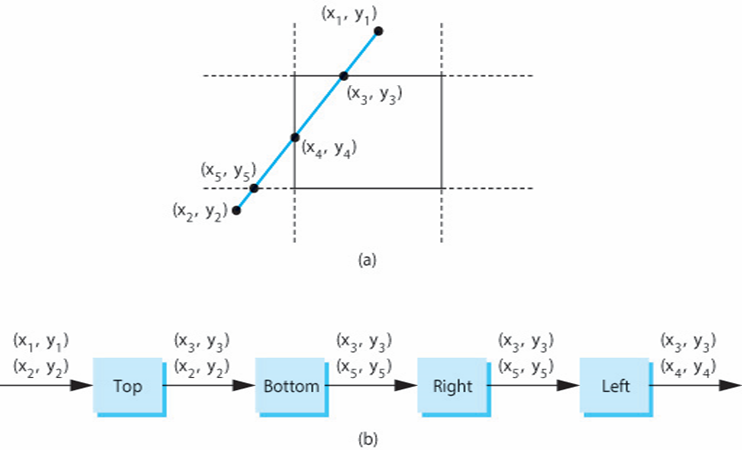 (x₁, y₁)
(x₃, y₃)
(x₄, y₄)
(x₅, y₅)
(x₂, y₂)
(a)
(x₁, y₁) (x₃, y₃) (x₃, y₃) (x₃, y₃) (x₃, y₃)
(x₂, y₂) (x₂, y₂) (x₅, y₅) (x₅, y₅) (x₄, y₄)
Top Bottom Right Left
(b)